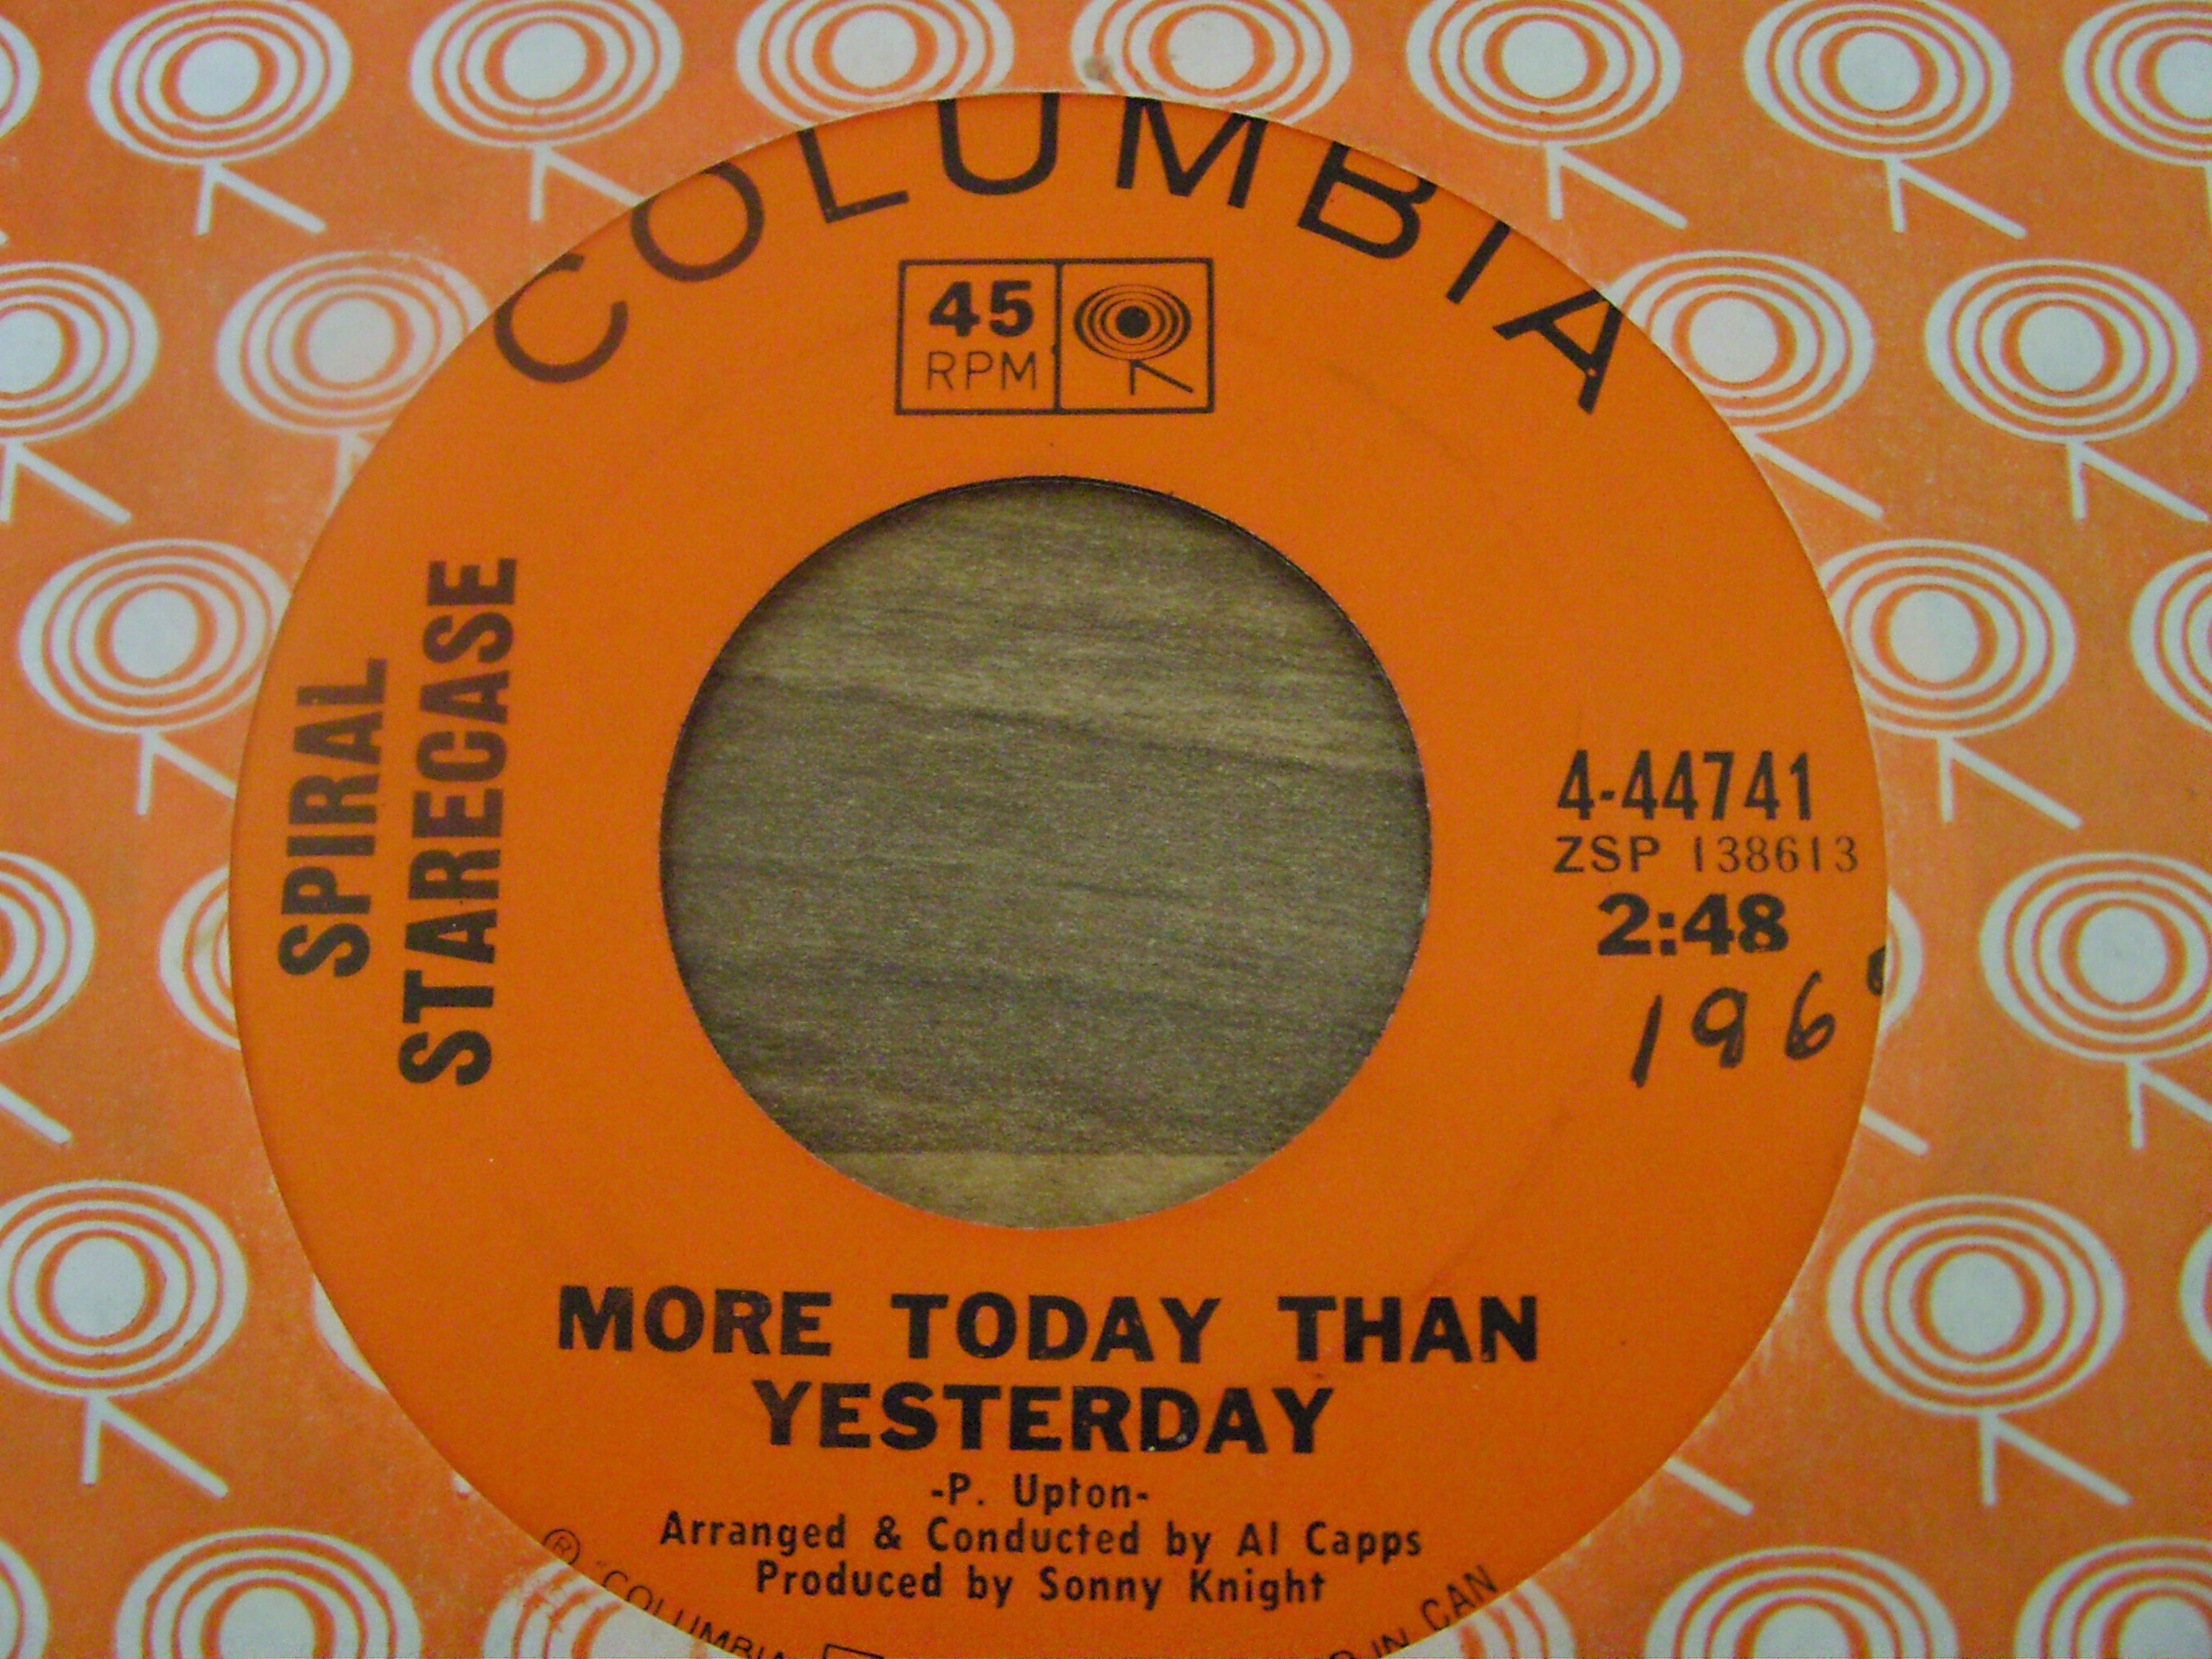 COLUMBIA
45
RPM
SPIRAL
STARECASE
4-44741
ZSP 138613
2:48
196
MORE TODAY THAN
YESTERDAY
-P. Upton-
Arranged & Conducted by Al Capps
Produced by Sonny Knight
® "COLUMBIA IN CAN